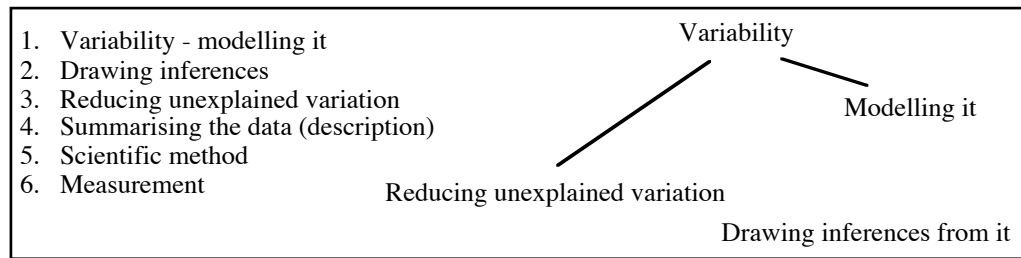 1. Variability - modelling it
2. Drawing inferences
3. Reducing unexplained variation
4. Summarising the data (description)
5. Scientific method
6. Measurement
Variability
Modelling it
Reducing unexplained variation
Drawing inferences from it